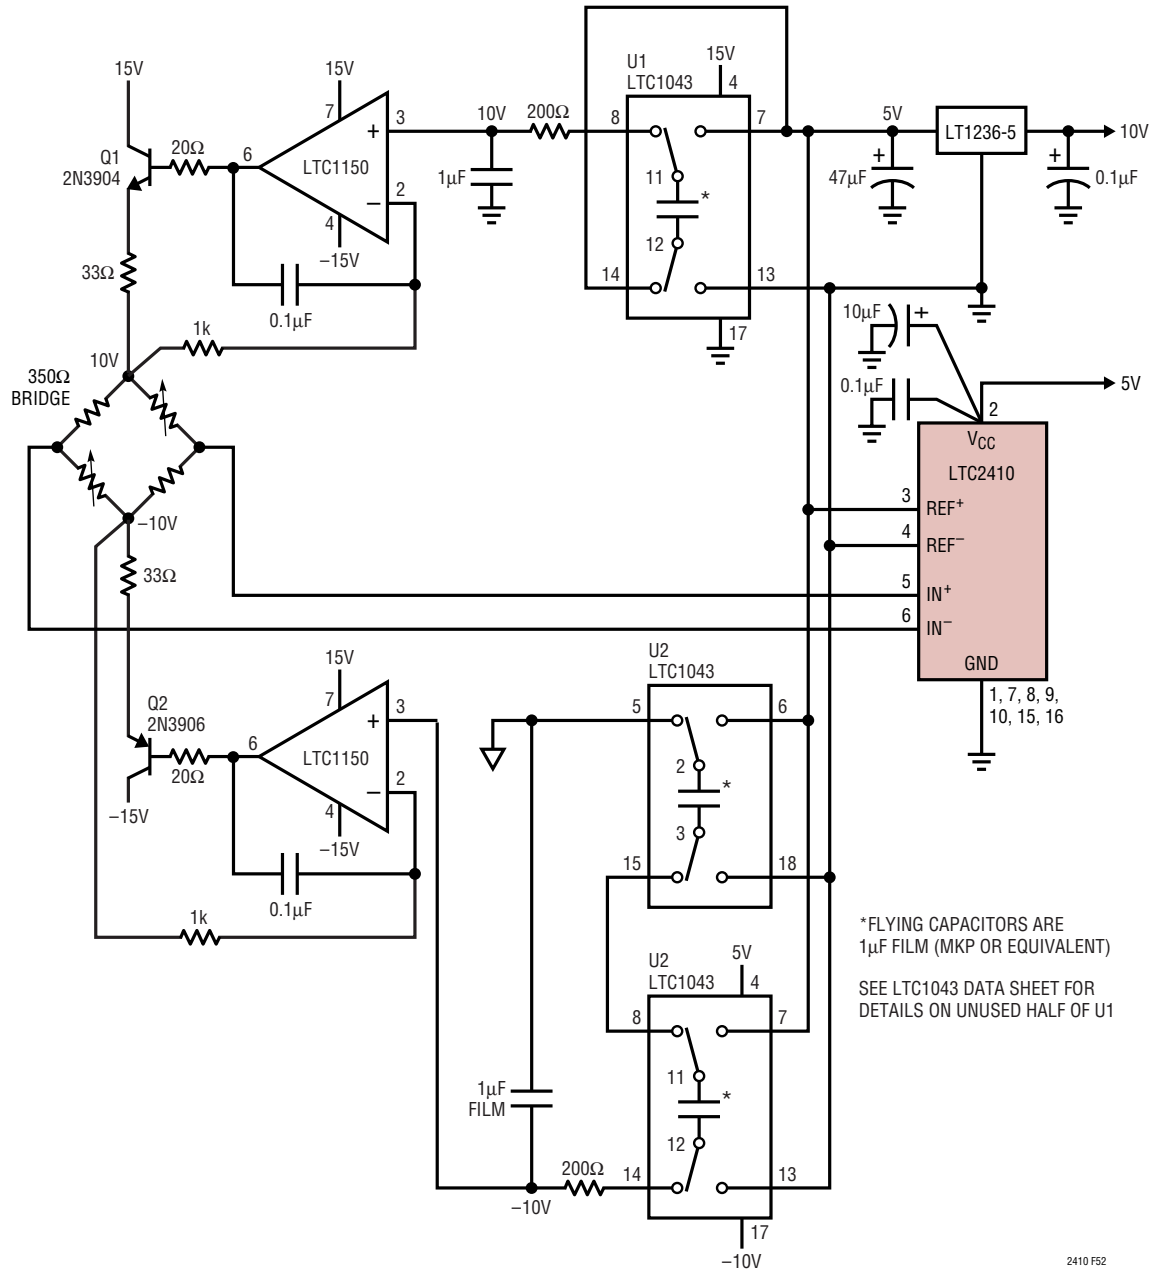 15V
Q1
2N3904
20Ω
6
15V
7
LTC1150
+
3
−
2
4
−15V
0.1µF
33Ω
1k
10V
350Ω
BRIDGE
10V
1µF
200Ω
U1
LTC1043
15V
4
8
7
11
*
12
14
13
17
5V
+
47µF
LT1236-5
10V
+
0.1µF
10µF
+
0.1µF
5V
2
VCC
LTC2410
3
REF+
4
REF−
5
IN+
6
IN−
GND
1, 7, 8, 9,
10, 15, 16
−10V
33Ω
Q2
2N3906
20Ω
−15V
6
15V
7
LTC1150
+
3
−
2
4
−15V
0.1µF
1k
U2
LTC1043
5
6
2
*
3
15
18
U2
LTC1043
5V
4
8
7
11
*
12
14
13
17
−10V
1µF
FILM
200Ω
−10V
*FLYING CAPACITORS ARE
1µF FILM (MKP OR EQUIVALENT)
SEE LTC1043 DATA SHEET FOR
DETAILS ON UNUSED HALF OF U1
2410 F52